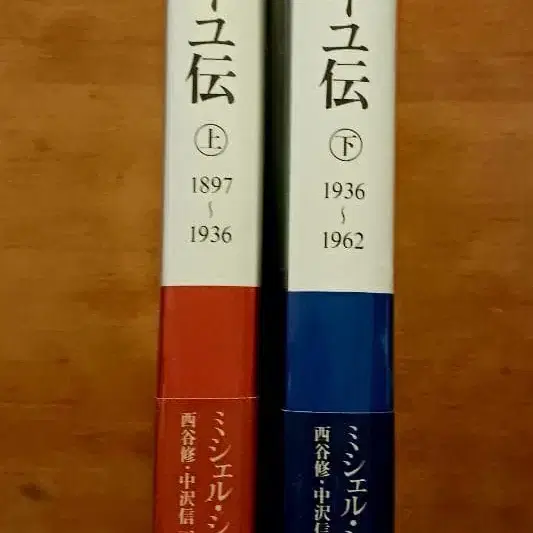 ユ伝
上
1897
~
1936
ミシェル・シ
西谷修・中沢信
ユ伝
下
1936
~
1962
ミシェル・シ
西谷修・中沢信